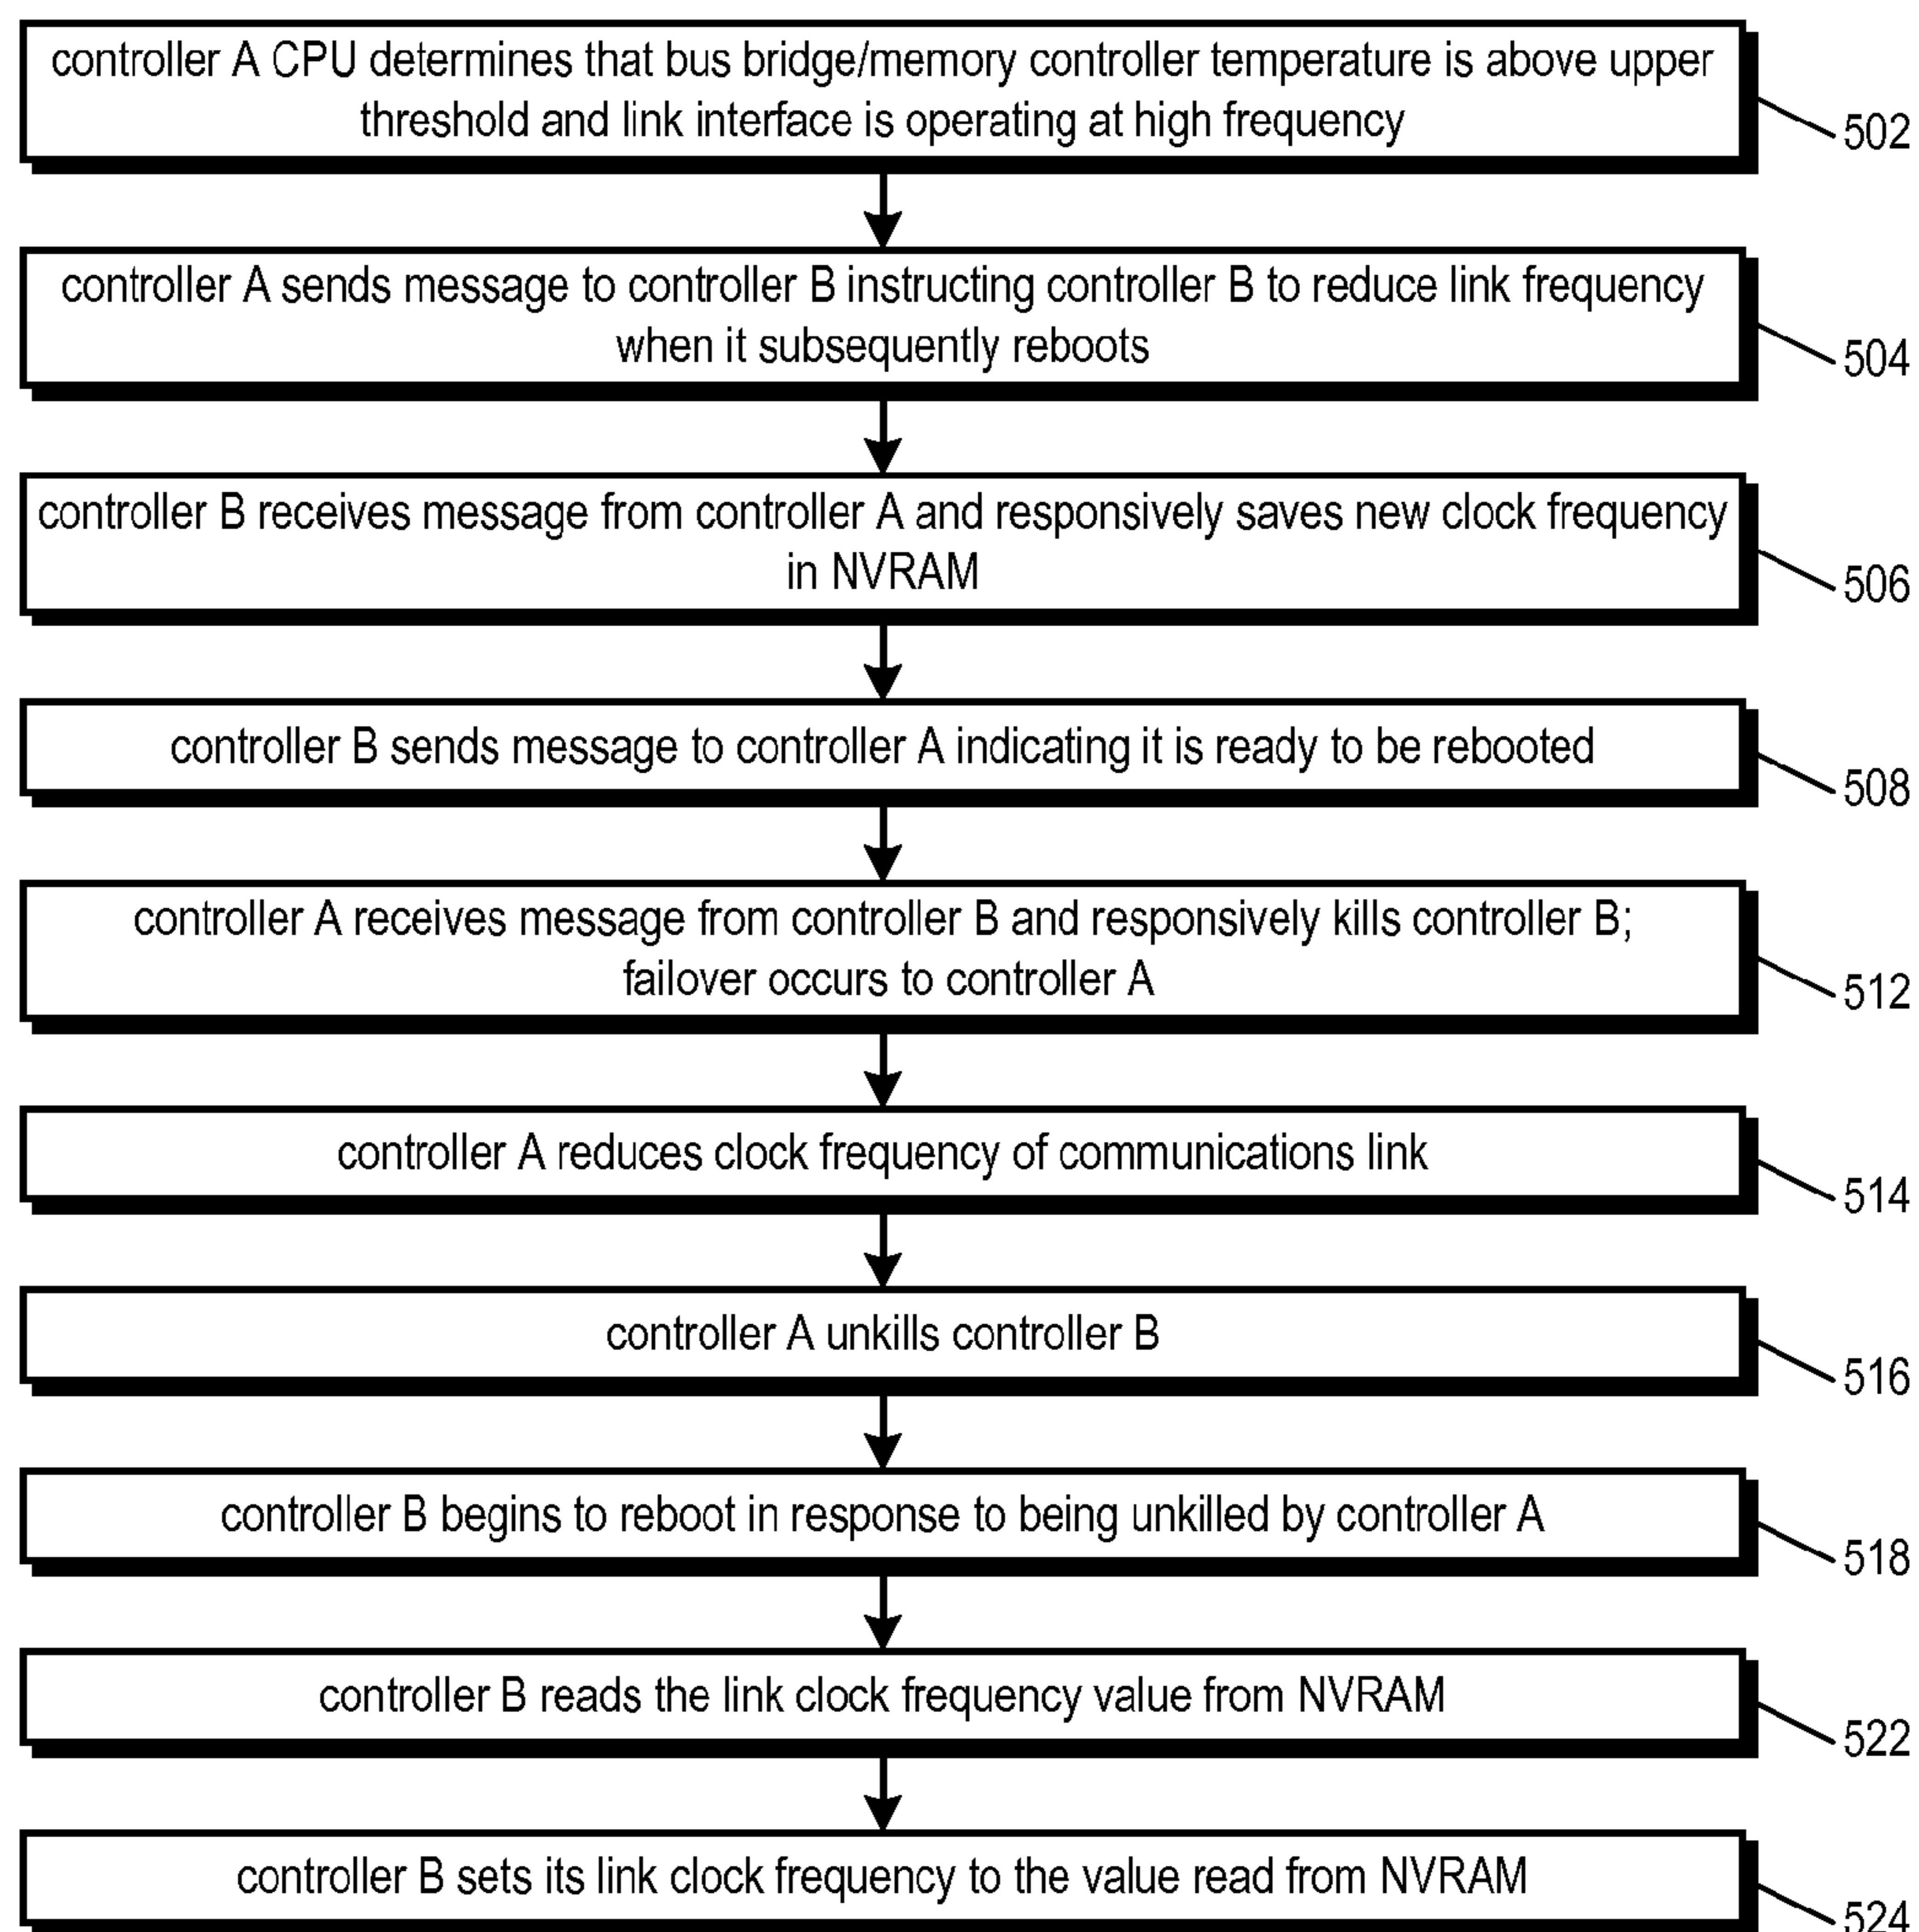 controller A CPU determines that bus bridge/memory controller temperature is above upper
threshold and link interface is operating at high frequency
502
controller A sends message to controller B instructing controller B to reduce link frequency
when it subsequently reboots
504
controller B receives message from controller A and responsively saves new clock frequency
in NVRAM
506
controller B sends message to controller A indicating it is ready to be rebooted
508
controller A receives message from controller B and responsively kills controller B;
failover occurs to controller A
512
controller A reduces clock frequency of communications link
514
controller A unkills controller B
516
controller B begins to reboot in response to being unkilled by controller A
518
controller B reads the link clock frequency value from NVRAM
522
controller B sets its link clock frequency to the value read from NVRAM
524